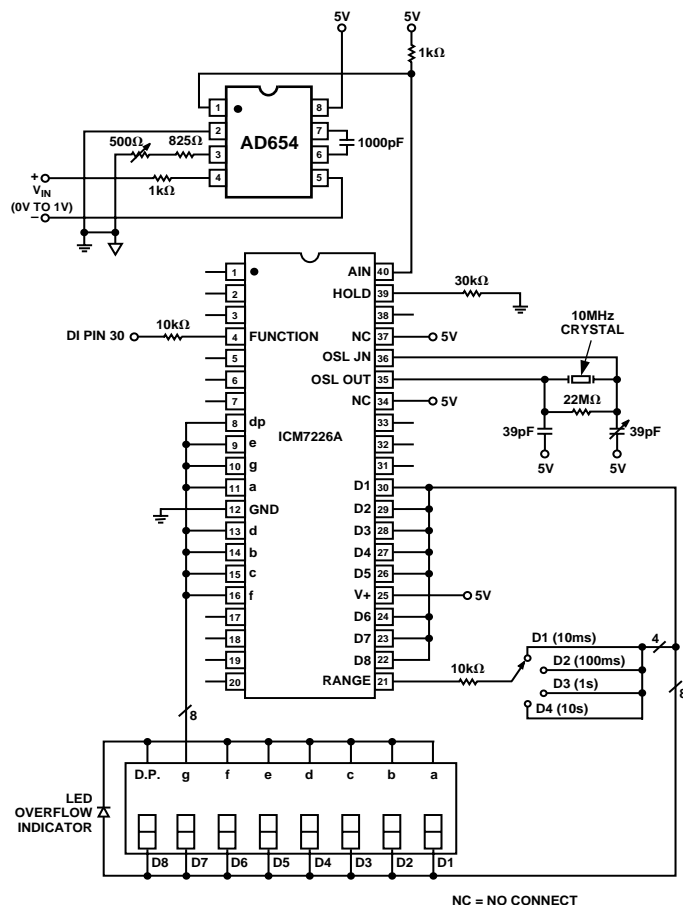 5V
5V
1kΩ
1
2
3
4
AD654
8
7
6
5
1000pF
500Ω
825Ω
+
VIN
(0V TO 1V)
–
1kΩ
DI PIN 30
10kΩ
ICM7226A
1
2
3
4 FUNCTION
5
6
7
8 dp
9 e
10 g
11 a
12 GND
13 d
14 b
15 c
16 f
17
18
19
20
AIN 40
HOLD 39
38
NC 37
OSL JN 36
OSL OUT 35
NC 34
33
32
31
D1 30
D2 29
D3 28
D4 27
D5 26
V+ 25
D6 24
D7 23
D8 22
RANGE 21
30kΩ
5V
10MHz
CRYSTAL
5V
22MΩ
39pF
39pF
5V
5V
5V
10kΩ
D1 (10ms)
D2 (100ms)
D3 (1s)
D4 (10s)
4
8
8
LED
OVERFLOW
INDICATOR
D.P. g f e d c b a
D8 D7 D6 D5 D4 D3 D2 D1
NC = NO CONNECT